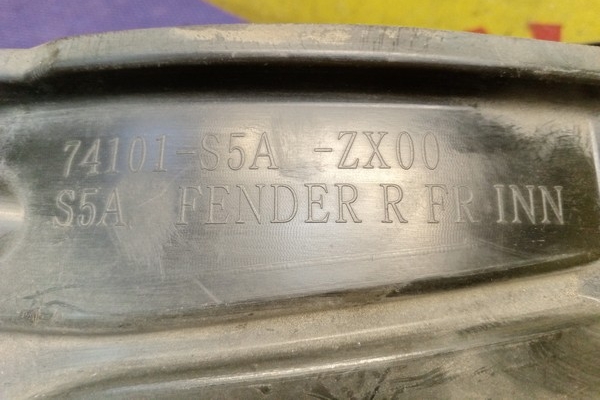 74101-S5A -ZX00
S5A FENDER R FR INN